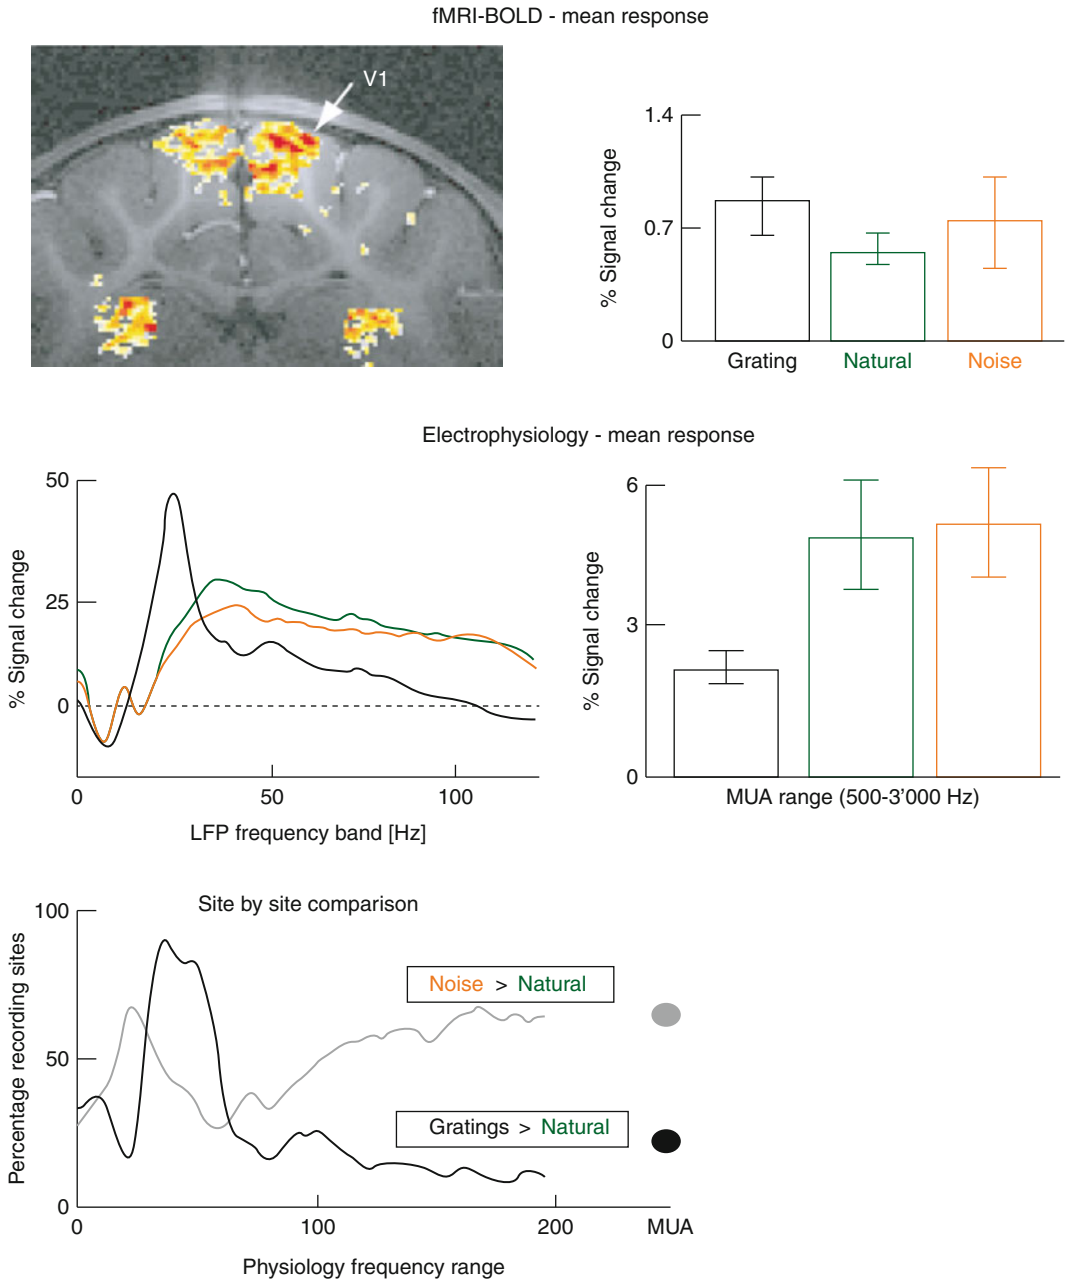 fMRI-BOLD - mean response
V1
% Signal change
1.4
0.7
0
Grating
Natural
Noise
Electrophysiology - mean response
% Signal change
50
25
0
0
50
100
LFP frequency band [Hz]
% Signal change
6
3
0
MUA range (500-3’000 Hz)
Site by site comparison
Percentage recording sites
100
50
0
Noise > Natural
Gratings > Natural
0
100
200
MUA
Physiology frequency range